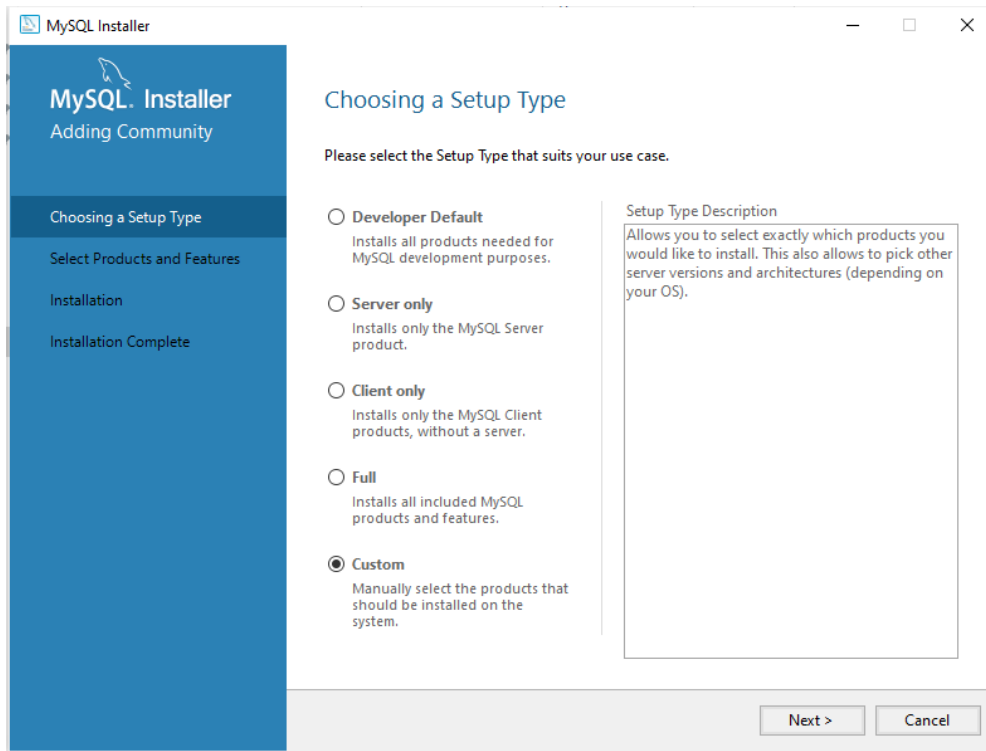 MySQL Installer
MySQL. Installer
Adding Community
Choosing a Setup Type
Select Products and Features
Installation
Installation Complete
Choosing a Setup Type
Please select the Setup Type that suits your use case.
Developer Default
Installs all products needed for
MySQL development purposes.
Server only
Installs only the MySQL Server
product.
Client only
Installs only the MySQL Client
products, without a server.
Full
Installs all included MySQL
products and features.
Custom
Manually select the products that
should be installed on the
system.
Setup Type Description
Allows you to select exactly which products you
would like to install. This also allows to pick other
server versions and architectures (depending on
your OS).
Next >
Cancel